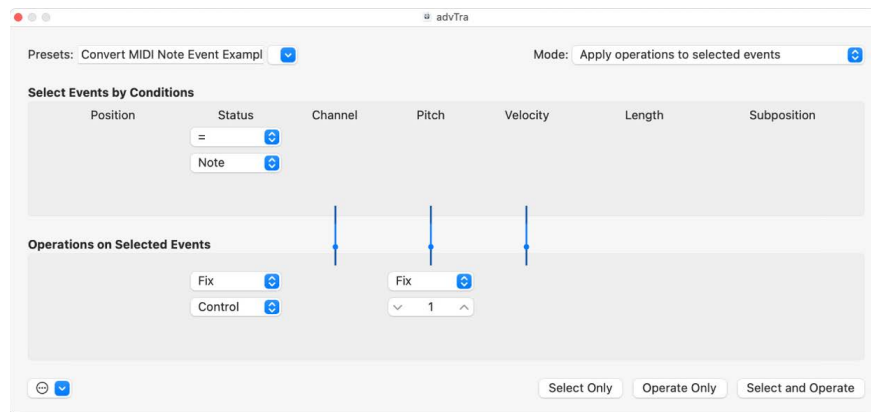 advTra
Presets: Convert MIDI Note Event Exampl
Mode: Apply operations to selected events
Select Events by Conditions
Position Status Channel Pitch Velocity Length Subposition
=
Note
Operations on Selected Events
Fix Fix
Control 1
Select Only Operate Only Select and Operate